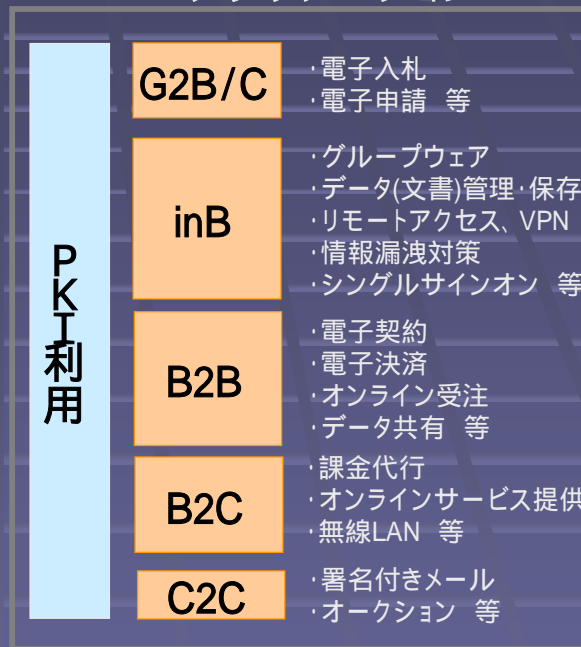 PKI利用
G2B/C
・電子入札
・電子申請 等
inB
・グループウェア
・データ(文書)管理・保存
・リモートアクセス、VPN
・情報漏洩対策
・シングルサインオン 等
B2B
・電子契約
・電子決済
・オンライン受注
・データ共有 等
B2C
・課金代行
・オンラインサービス提供
・無線LAN 等
C2C
・署名付きメール
・オークション 等